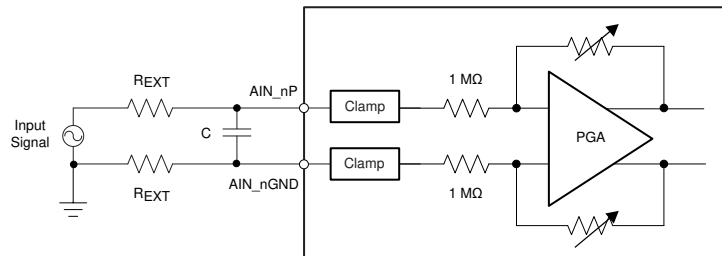 REXT
AIN_nP
Clamp
1 MΩ
Input
Signal
C
PGA
REXT
AIN_nGND
Clamp
1 MΩ